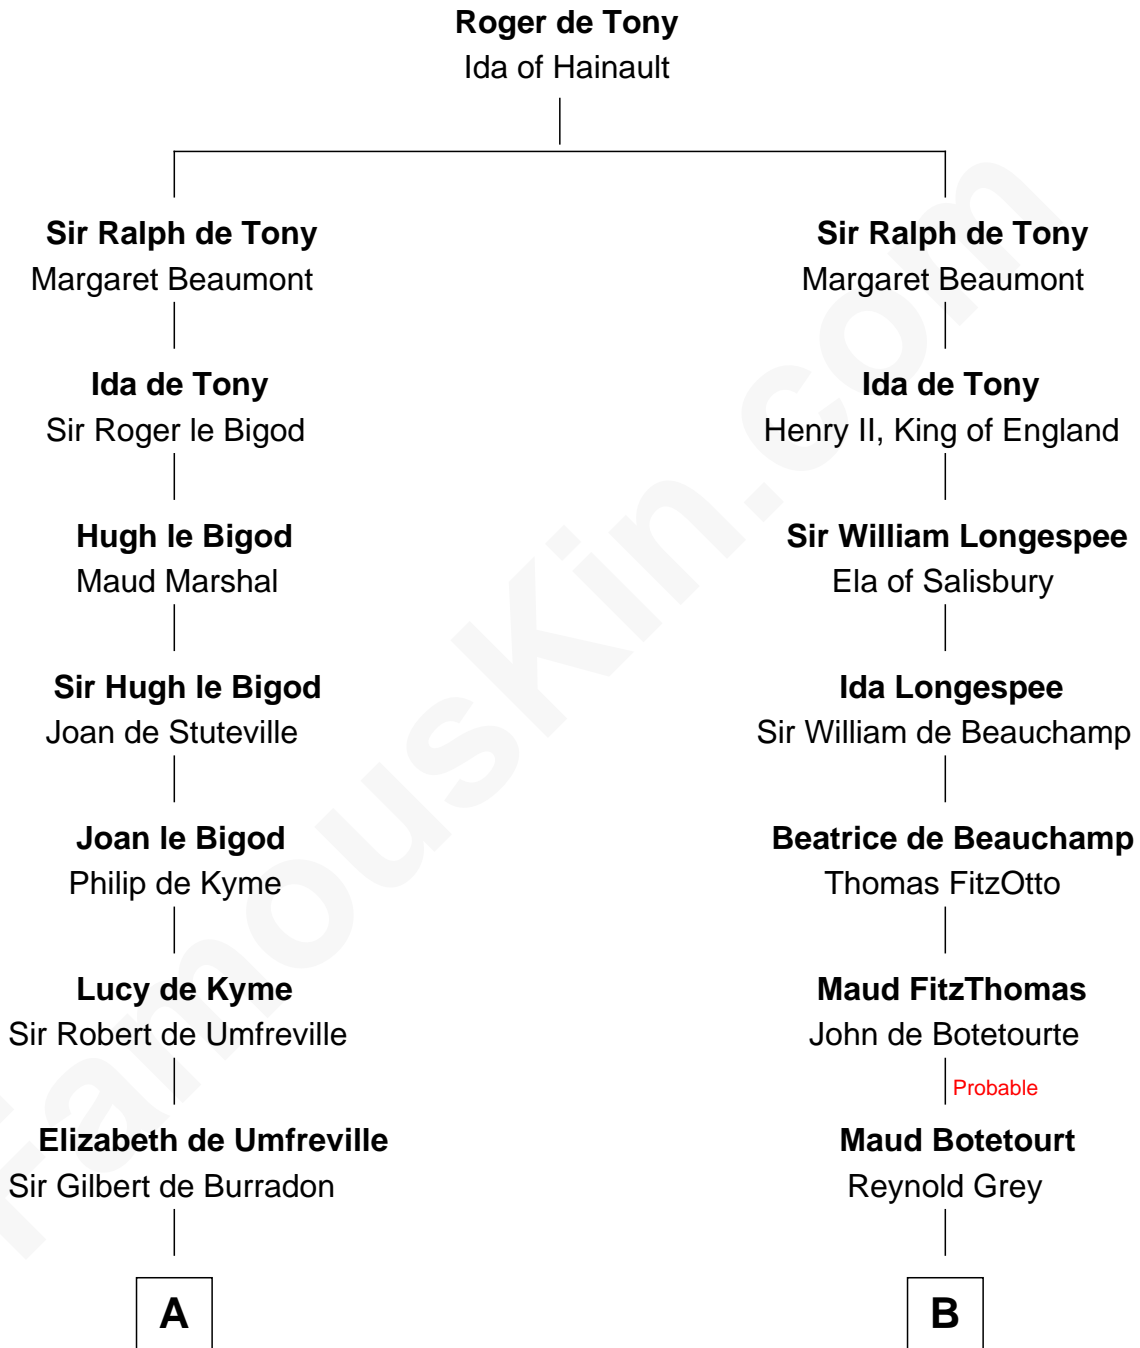 Roger de Tony
Ida of Hainault
Sir Ralph de Tony
Margaret Beaumont
Sir Ralph de Tony
Margaret Beaumont
Ida de Tony
Sir Roger le Bigod
Ida de Tony
Henry II, King of England
Hugh le Bigod
Maud Marshal
Sir William Longespee
Ela of Salisbury
Sir Hugh le Bigod
Joan de Stuteville
Ida Longespee
Sir William de Beauchamp
Joan le Bigod
Philip de Kyme
Beatrice de Beauchamp
Thomas FitzOtto
Lucy de Kyme
Sir Robert de Umfreville
Maud FitzThomas
John de Botetourte
Probable
Elizabeth de Umfreville
Sir Gilbert de Burradon
Maud Botetourt
Reynold Grey
A
B
FamousKin.com